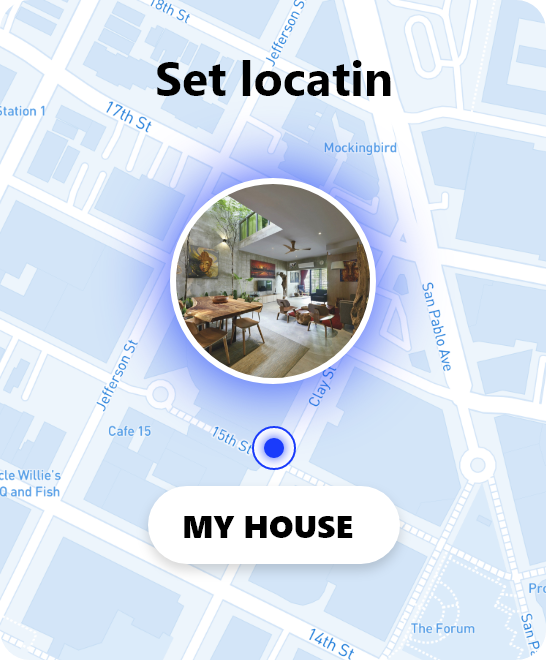 18th St
Jefferson S
Set locatin
Station 1
17th St
Mockingbird
San Pablo Ave
Jefferson St
Clay St
Cafe 15
15th St
cle Willie's
Q and Fish
MY HOUSE
The Forum
Pro
San P
14th St